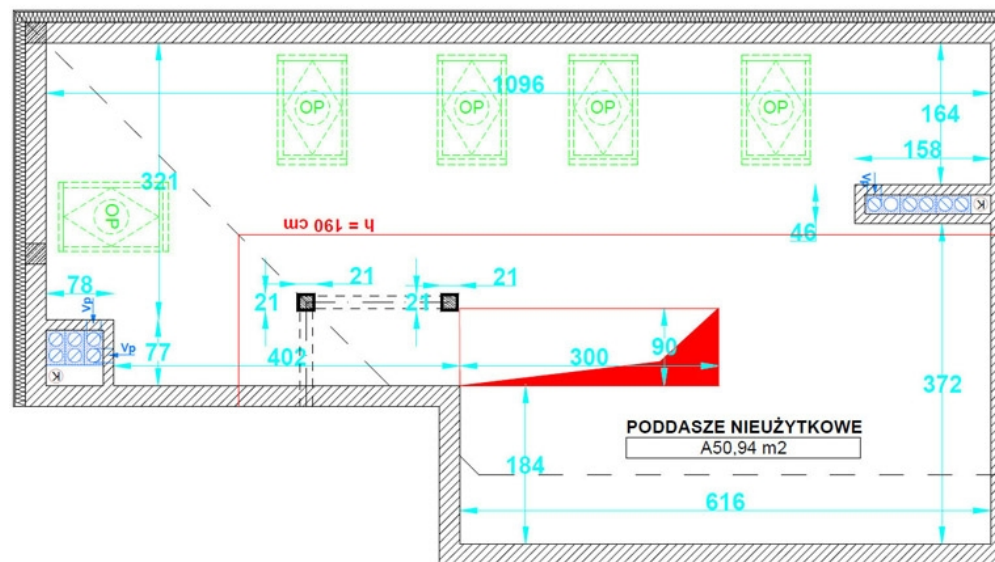 OP
OP
OP
OP
1096
164
158
Vp
K
321
OP
h = 190 cm
46
78
Vp
21
21
21
21
Vp
77
402
300
90
372
K
PODDASZE NIEUŻYTKOWE
A50,94 m2
184
616